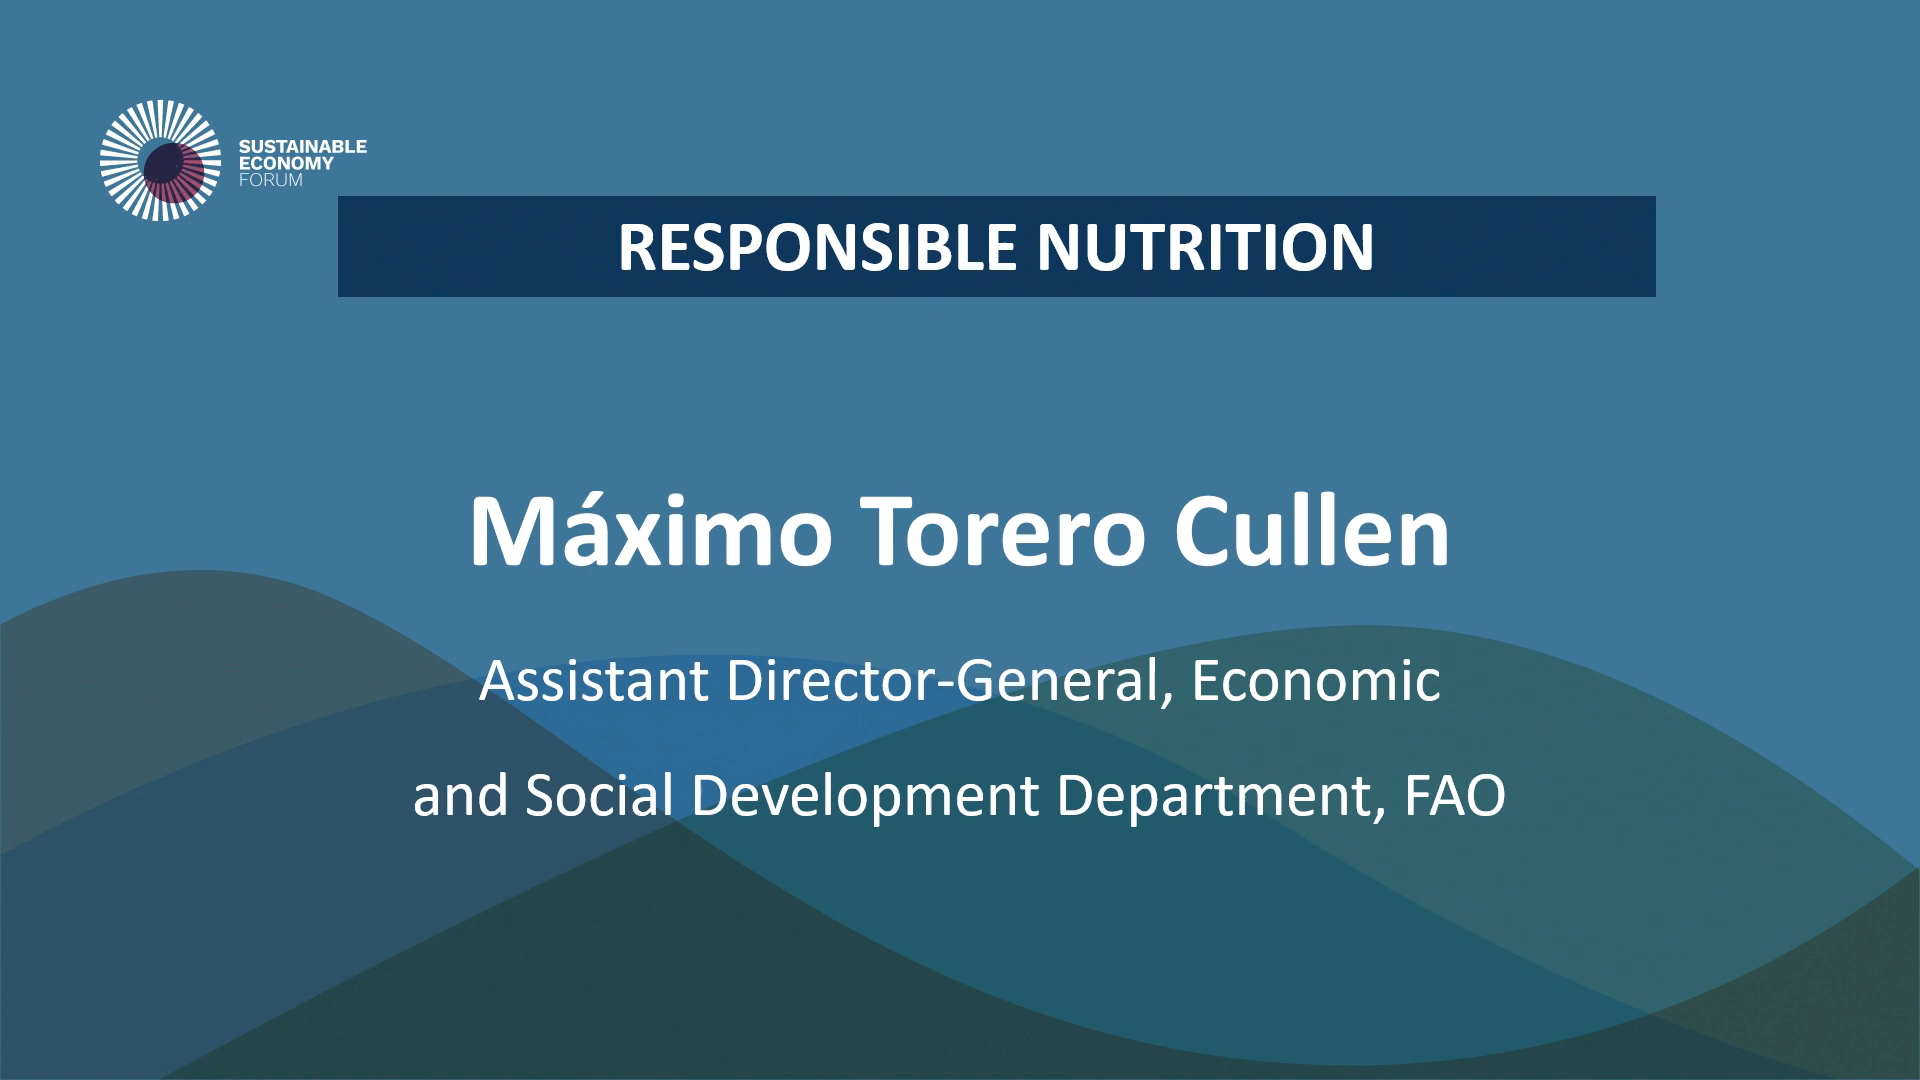 SUSTAINABLE
ECONOMY
FORUM
RESPONSIBLE NUTRITION
Máximo Torero Cullen
Assistant Director-General, Economic
and Social Development Department, FAO